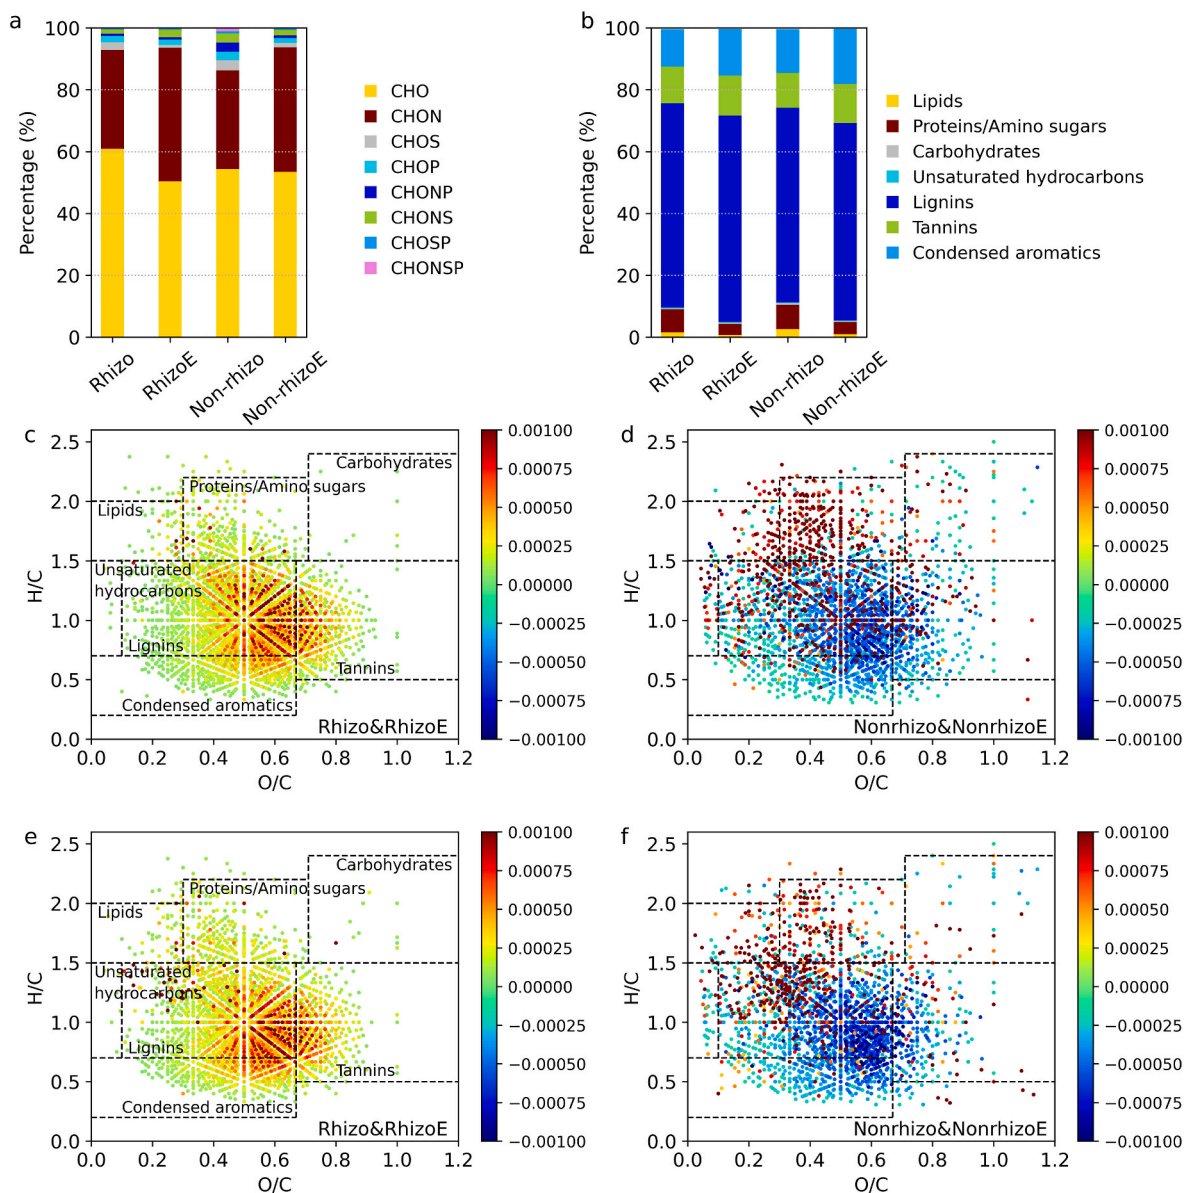 a
100
80
60
40
20
0
Percentage (%)
Rhizo
RhizoE
Non-rhizo
Non-rhizoE
CHO
CHON
CHOS
CHOP
CHONP
CHONS
CHOSP
CHONSP
b
100
80
60
40
20
0
Percentage (%)
Rhizo
RhizoE
Non-rhizo
Non-rhizoE
Lipids
Proteins/Amino sugars
Carbohydrates
Unsaturated hydrocarbons
Lignins
Tannins
Condensed aromatics
c
2.5
2.0
1.5
1.0
0.5
0.0
H/C
Carbohydrates
Proteins/Amino sugars
Lipids
Unsaturated
hydrocarbons
Lignins
Tannins
Condensed aromatics
Rhizo&RhizoE
0.0 0.2 0.4 0.6 0.8 1.0 1.2
O/C
0.00100
0.00075
0.00050
0.00025
0.00000
−0.00025
−0.00050
−0.00075
−0.00100
d
2.5
2.0
1.5
1.0
0.5
0.0
H/C
Nonrhizo&NonrhizoE
0.0 0.2 0.4 0.6 0.8 1.0 1.2
O/C
0.00100
0.00075
0.00050
0.00025
0.00000
−0.00025
−0.00050
−0.00075
−0.00100
e
2.5
2.0
1.5
1.0
0.5
0.0
H/C
Carbohydrates
Proteins/Amino sugars
Lipids
Unsaturated
hydrocarbons
Lignins
Tannins
Condensed aromatics
Rhizo&RhizoE
0.0 0.2 0.4 0.6 0.8 1.0 1.2
O/C
0.00100
0.00075
0.00050
0.00025
0.00000
−0.00025
−0.00050
−0.00075
−0.00100
f
2.5
2.0
1.5
1.0
0.5
0.0
H/C
Nonrhizo&NonrhizoE
0.0 0.2 0.4 0.6 0.8 1.0 1.2
O/C
0.00100
0.00075
0.00050
0.00025
0.00000
−0.00025
−0.00050
−0.00075
−0.00100